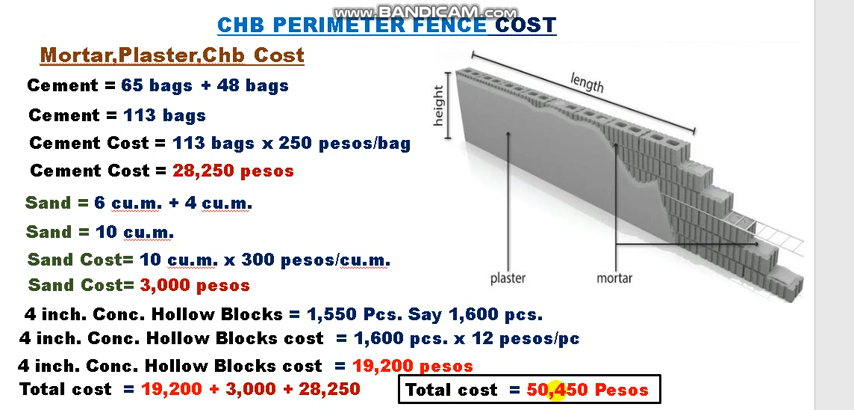 www.BANDICAM.com
CHB PERIMETER FENCE COST
Mortar,Plaster,Chb Cost
Cement = 65 bags + 48 bags
Cement = 113 bags
Cement Cost = 113 bags x 250 pesos/bag
Cement Cost = 28,250 pesos
Sand = 6 cu.m. + 4 cu.m.
Sand = 10 cu.m.
Sand Cost= 10 cu.m. x 300 pesos/cu.m.
Sand Cost= 3,000 pesos
4 inch. Conc. Hollow Blocks = 1,550 Pcs. Say 1,600 pcs.
4 inch. Conc. Hollow Blocks cost = 1,600 pcs. x 12 pesos/pc
4 inch. Conc. Hollow Blocks cost = 19,200 pesos
Total cost = 19,200 + 3,000 + 28,250
Total cost = 50,450 Pesos
length
height
plaster
mortar